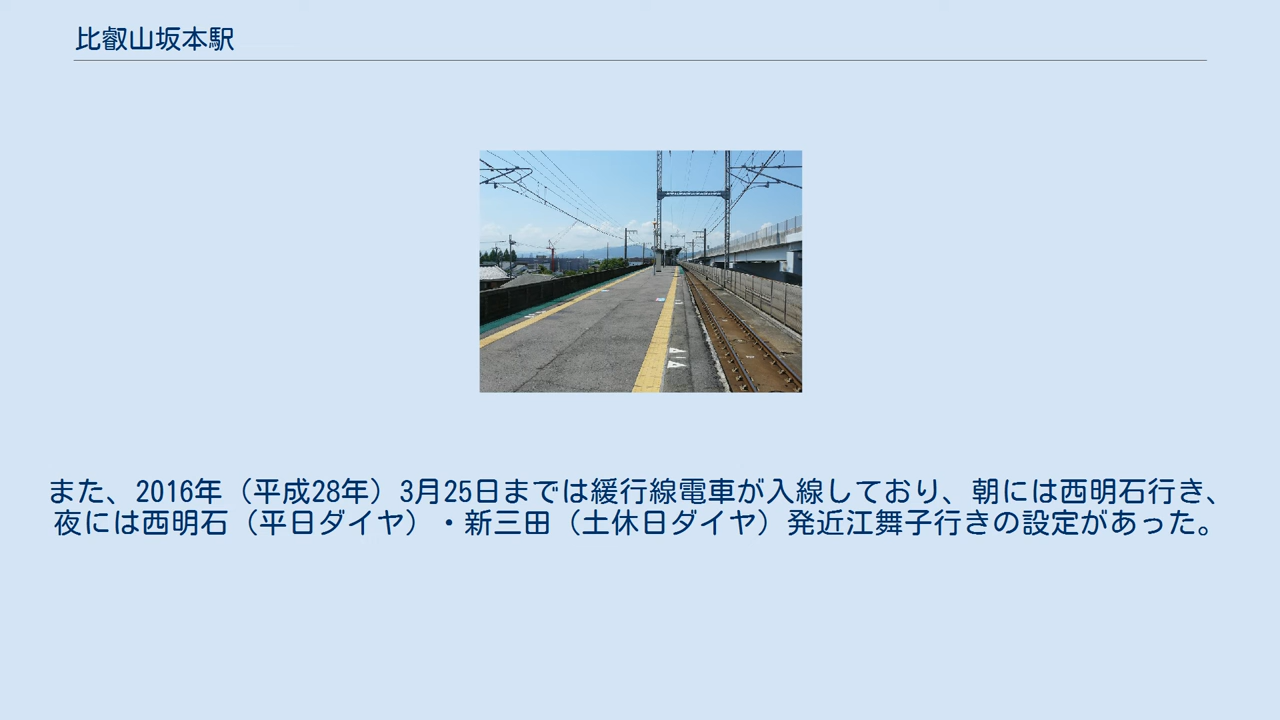 比叡山坂本駅
また、2016年（平成28年）3月25日までは緩行線電車が入線しており、朝には西明石行き、
夜には西明石（平日ダイヤ）・新三田（土休日ダイヤ）発近江舞子行きの設定があった。